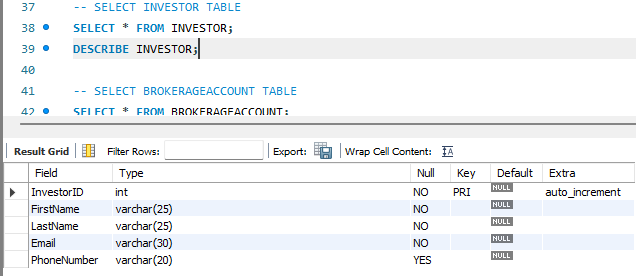 37 -- SELECT INVESTOR TABLE
38 SELECT * FROM INVESTOR;
39 DESCRIBE INVESTOR;
40
41 -- SELECT BROKERAGEACCOUNT TABLE
42 SELECT * FROM BROKERAGEACCOUNT;
Result Grid Filter Rows: Export: Wrap Cell Content: IA
Field Type Null Key Default Extra
InvestorID int NO PRI NULL auto_increment
FirstName varchar(25) NO NULL
LastName varchar(25) NO NULL
Email varchar(30) NO NULL
PhoneNumber varchar(20) YES NULL